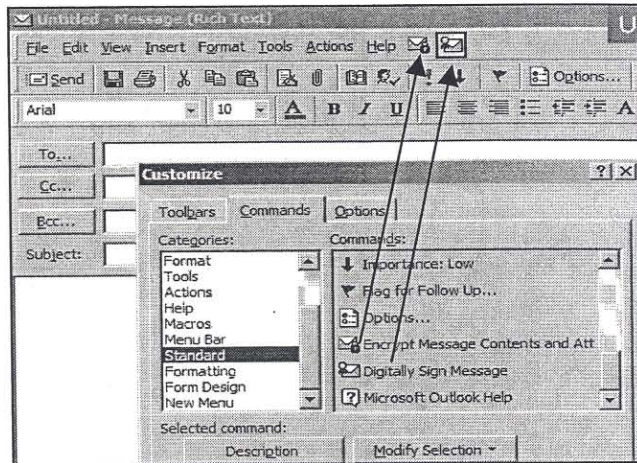 Untitled - Message (Rich Text)
U
File Edit View Insert Format Tools Actions Help
Send Options...
Arial 10 A B I U A
To...
Cc...
Bcc...
Subject:
Customize ? X
Toolbars Commands Options
Categories: Commands:
Format
Tools
Actions
Help
Macros
Menu Bar
Standard
Formatting
Form Design
New Menu
Importance: Low
Flag for Follow Up...
Options...
Encrypt Message Contents and Att
Digitally Sign Message
Microsoft Outlook Help
Selected command:
Description Modify Selection